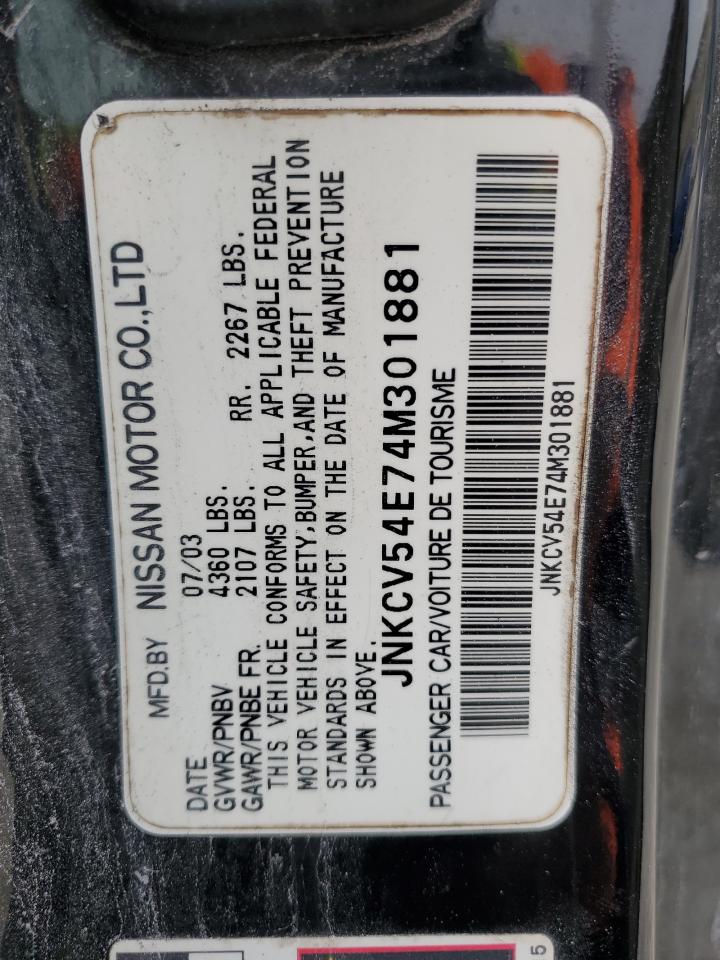 MFD.BY NISSAN MOTOR CO.,LTD
DATE 07/03
GVWR/PNBV 4360 LBS.
GAWR/PNBE FR. 2107 LBS. RR. 2267 LBS.
THIS VEHICLE CONFORMS TO ALL APPLICABLE FEDERAL
MOTOR VEHICLE SAFETY,BUMPER,AND THEFT PREVENTION
STANDARDS IN EFFECT ON THE DATE OF MANUFACTURE
SHOWN ABOVE.
JNKCV54E74M301881
PASSENGER CAR/VOITURE DE TOURISME
JNKCV54E74M301881
5